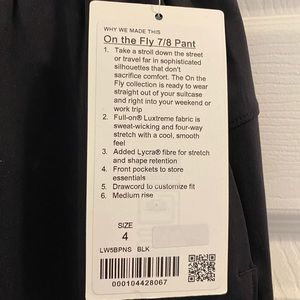 WHY WE MADE THIS
On the Fly 7/8 Pant
1. Take a stroll down the street
or travel far in sophisticated
silhouettes that don't
sacrifice comfort. The On the
Fly collection is ready to wear
straight out of your suitcase
and right into your weekend or
work trip
2. Full-on® Luxtreme fabric is
sweat-wicking and four-way
stretch with a cool, smooth
feel
3. Added Lycra® fibre for stretch
and shape retention
4. Front pockets to store
essentials
5. Drawcord to customize fit
6. Medium rise
SIZE
4
LW5BPNS BLK
000104428067